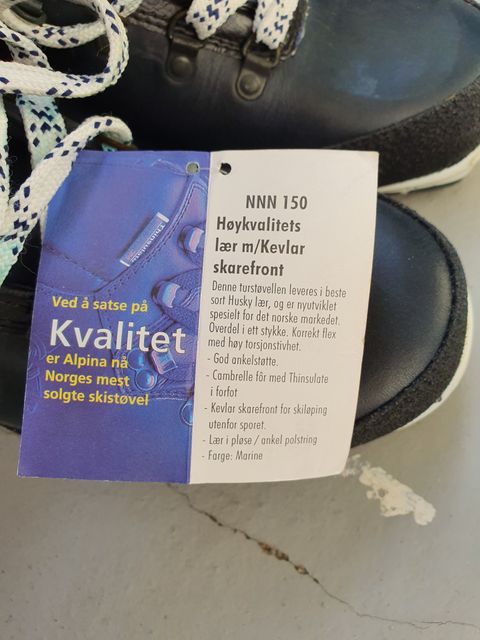 Thinsulate
Ved å satse på
Kvalitet
er Alpina nå
Norges mest
solgte skistøvel
NNN 150
Høykvalitets
lær m/Kevlar
skarefront
Denne turstøvellen leveres i beste
sort Husky lær, og er nyutviklet
spesielt for det norske markedet.
Overdel i ett stykke. Korrekt flex
med høy torsjonstivhet.
- God ankelstøtte.
- Cambrelle fôr med Thinsulate
i forfot
- Kevlar skarefront for skiløping
utenfor sporet.
- Lær i pløse / ankel polstring
- Farge: Marine